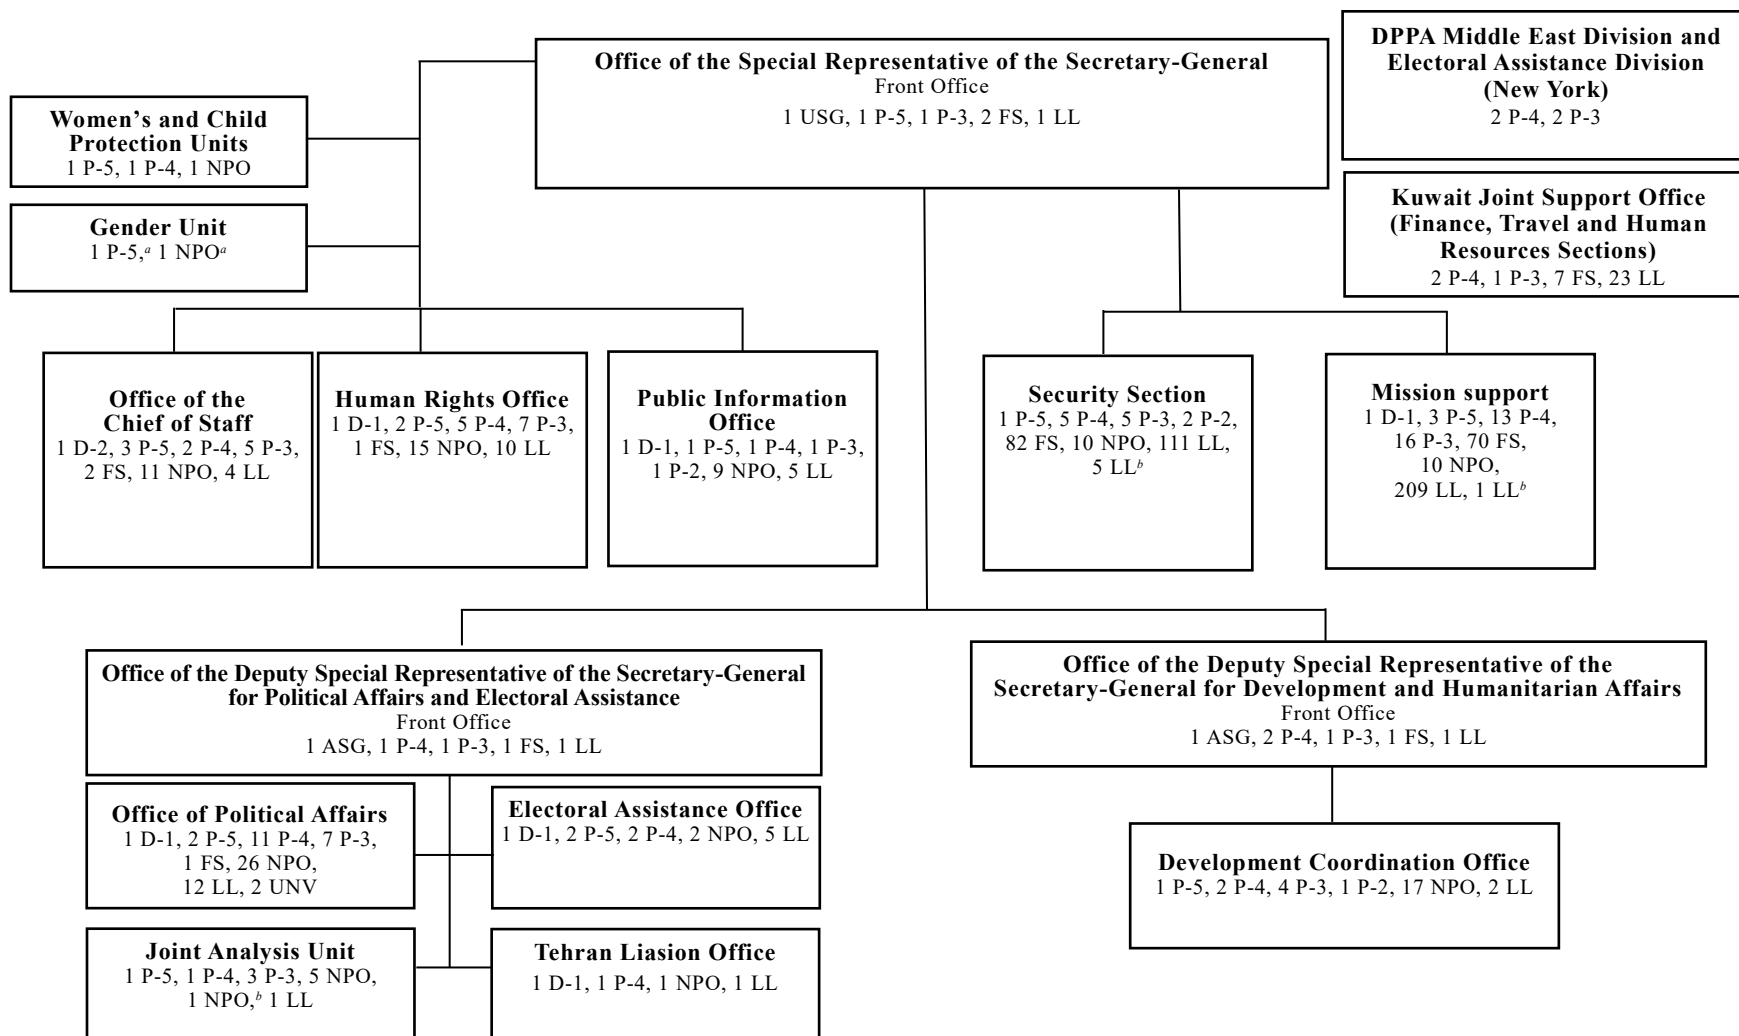 Office of the Special Representative of the Secretary-General
Front Office
1 USG, 1 P-5, 1 P-3, 2 FS, 1 LL
DPPA Middle East Division and
Electoral Assistance Division
(New York)
2 P-4, 2 P-3
Women’s and Child
Protection Units
1 P-5, 1 P-4, 1 NPO
Kuwait Joint Support Office
(Finance, Travel and Human
Resources Sections)
2 P-4, 1 P-3, 7 FS, 23 LL
Gender Unit
1 P-5,ᵃ 1 NPOᵃ
Office of the
Chief of Staff
1 D-2, 3 P-5, 2 P-4, 5 P-3,
2 FS, 11 NPO, 4 LL
Human Rights Office
1 D-1, 2 P-5, 5 P-4, 7 P-3,
1 FS, 15 NPO, 10 LL
Public Information
Office
1 D-1, 1 P-5, 1 P-4, 1 P-3,
1 P-2, 9 NPO, 5 LL
Security Section
1 P-5, 5 P-4, 5 P-3, 2 P-2,
82 FS, 10 NPO, 111 LL,
5 LLᵇ
Mission support
1 D-1, 3 P-5, 13 P-4,
16 P-3, 70 FS,
10 NPO,
209 LL, 1 LLᵇ
Office of the Deputy Special Representative of the Secretary-General
for Political Affairs and Electoral Assistance
Front Office
1 ASG, 1 P-4, 1 P-3, 1 FS, 1 LL
Office of the Deputy Special Representative of the
Secretary-General for Development and Humanitarian Affairs
Front Office
1 ASG, 2 P-4, 1 P-3, 1 FS, 1 LL
Office of Political Affairs
1 D-1, 2 P-5, 11 P-4, 7 P-3,
1 FS, 26 NPO,
12 LL, 2 UNV
Electoral Assistance Office
1 D-1, 2 P-5, 2 P-4, 2 NPO, 5 LL
Development Coordination Office
1 P-5, 2 P-4, 4 P-3, 1 P-2, 17 NPO, 2 LL
Joint Analysis Unit
1 P-5, 1 P-4, 3 P-3, 5 NPO,
1 NPO,ᵇ 1 LL
Tehran Liasion Office
1 D-1, 1 P-4, 1 NPO, 1 LL